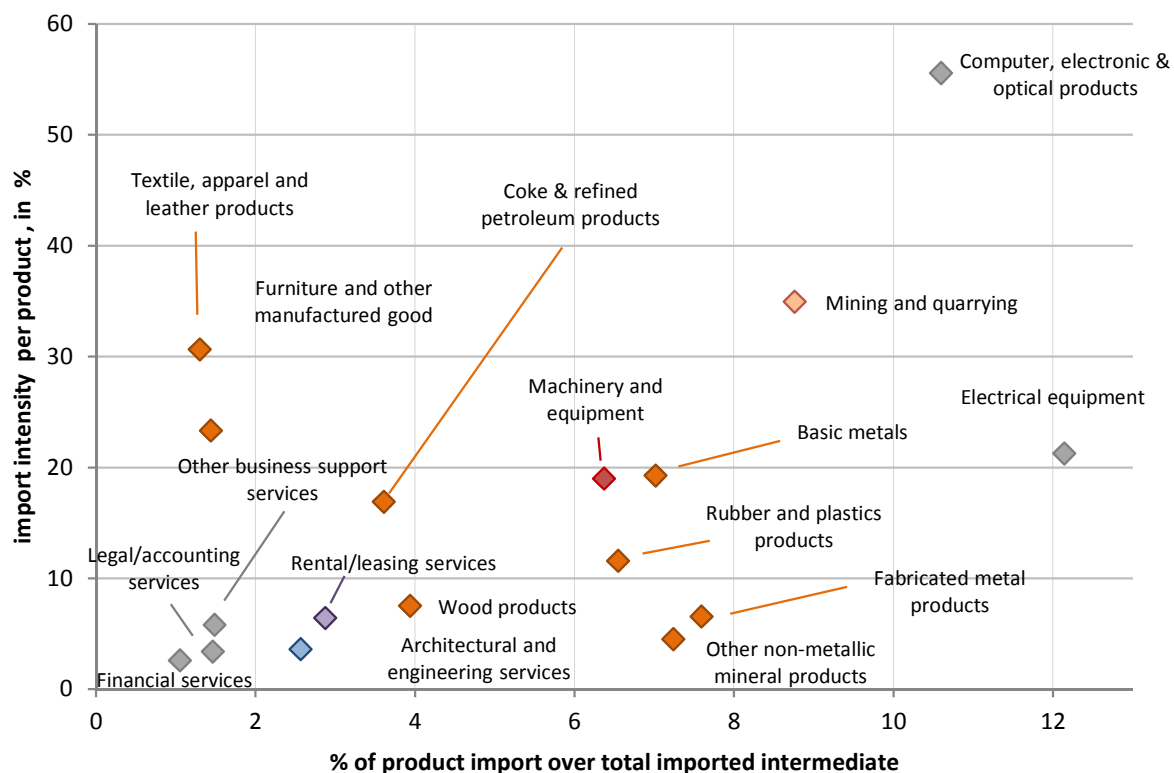 60
50
40
30
20
10
0
import intensity per product , in %
Computer, electronic &
optical products
Textile, apparel and
leather products
Coke & refined
petroleum products
Furniture and other
manufactured good
Mining and quarrying
Machinery and
equipment
Electrical equipment
Basic metals
Other business support
services
Rubber and plastics
products
Legal/accounting
services
Rental/leasing services
Fabricated metal
products
Wood products
Architectural and
engineering services
Other non-metallic
mineral products
Financial services
0 2 4 6 8 10 12
% of product import over total imported intermediate